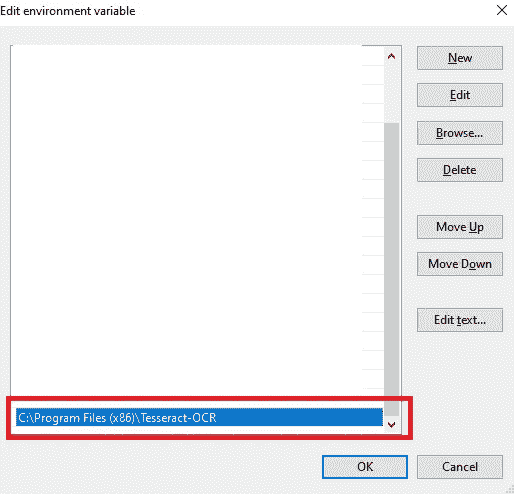 Edit environment variable
New
Edit
Browse...
Delete
Move Up
Move Down
Edit text...
C:\Program Files (x86)\Tesseract-OCR
OK
Cancel